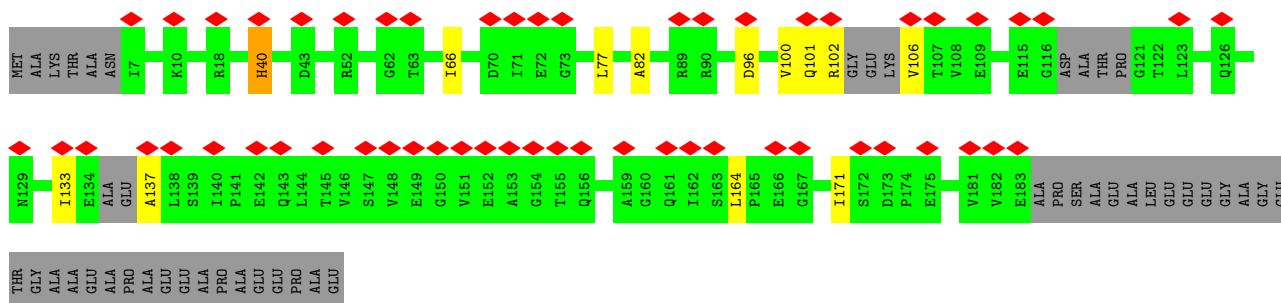 MET ALA LYS THR ALA ASN I7 K10 R18 H40 D43 R52 G62 T63 I66 D70 I71 E72 G73 L77 A82 R89 R90 D96 V100 Q101 R102 GLY GLU LYS V106 T107 V108 E109 E115 G116 ASP ALA THR PRO G121 T122 L123 Q126
N129 I133 E134 ALA GLU A137 L138 S139 I140 P141 E142 Q143 L144 T145 V146 S147 V148 E149 G150 V151 E152 A153 G154 T155 Q156 A159 G160 Q161 I162 S163 L164 P165 E166 G167 I171 S172 D173 P174 E175 V181 V182 E183 ALA PRO SER ALA GLU ALA LEU GLU GLU GLU GLY ALA GLY GLU
THR GLY ALA ALA GLU ALA PRO ALA GLU GLU ALA PRO ALA GLU GLU PRO ALA GLU